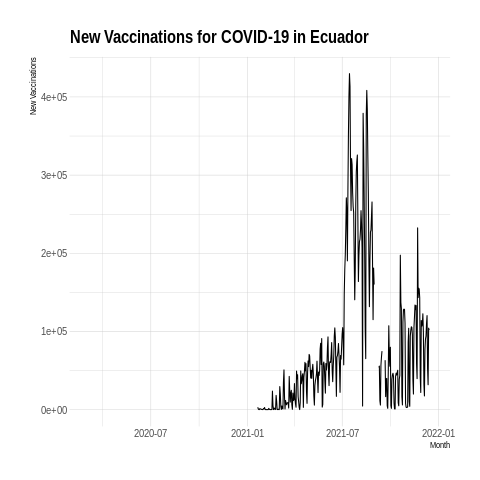 New Vaccinations for COVID-19 in Ecuador
New Vaccinations
4e+05
3e+05
2e+05
1e+05
0e+00
2020-07
2021-01
2021-07
2022-01
Month